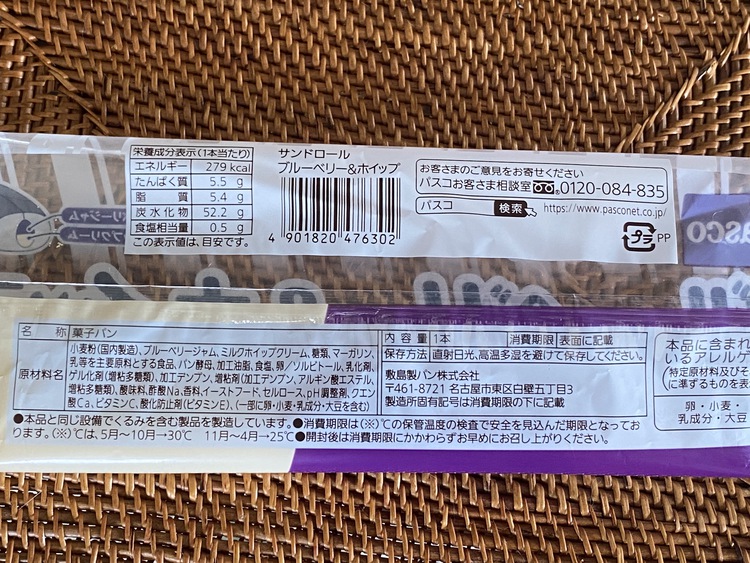 栄養成分表示(1本当たり)
エネルギー 279 kcal
たんぱく質 5.5 g
脂質 5.4 g
炭水化物 52.2 g
食塩相当量 0.5 g
この表示値は、目安です。
サンドロール
ブルーベリー&ホイップ
4 901820 476302
お客さまのご意見をお寄せください
パスコお客さま相談室 0120-084-835
パスコ 検索 https://www.pasconet.co.jp/
プラ PP
名称 菓子パン
原材料名 小麦粉(国内製造)、ブルーベリージャム、ミルクホイップクリーム、糖類、マーガリン、
乳等を主要原料とする食品、パン酵母、加工油脂、食塩、卵/ソルビトール、乳化剤、
ゲル化剤(増粘多糖類)、加工デンプン、増粘剤(加工デンプン、アルギン酸エステル、
増粘多糖類)、酸味料、酢酸Na、香料、イーストフード、セルロース、pH調整剤、クエン
酸Ca、ビタミンC、酸化防止剤(ビタミンE)、(一部に卵・小麦・乳成分・大豆を含む)
内容量 1本 消費期限 表面に記載
保存方法 直射日光、高温多湿を避けて保存してください。
敷島製パン株式会社
〒461-8721 名古屋市東区白壁五丁目3
製造所固有記号は消費期限の下に記載
●本品と同じ設備でくるみを含む製品を製造しています。●消費期限は(※)℃の保管温度の検査で安全を見込んだ期限となってお
ります。(※)℃は、5月~10月→30℃ 11月~4月→25℃●開封後は消費期限にかかわらずお早めにお召し上がりください。
本品に含まれ
いるアレルゲ
(特定原材料及びそ
に準ずるものを表
卵・小麦・
乳成分・大豆